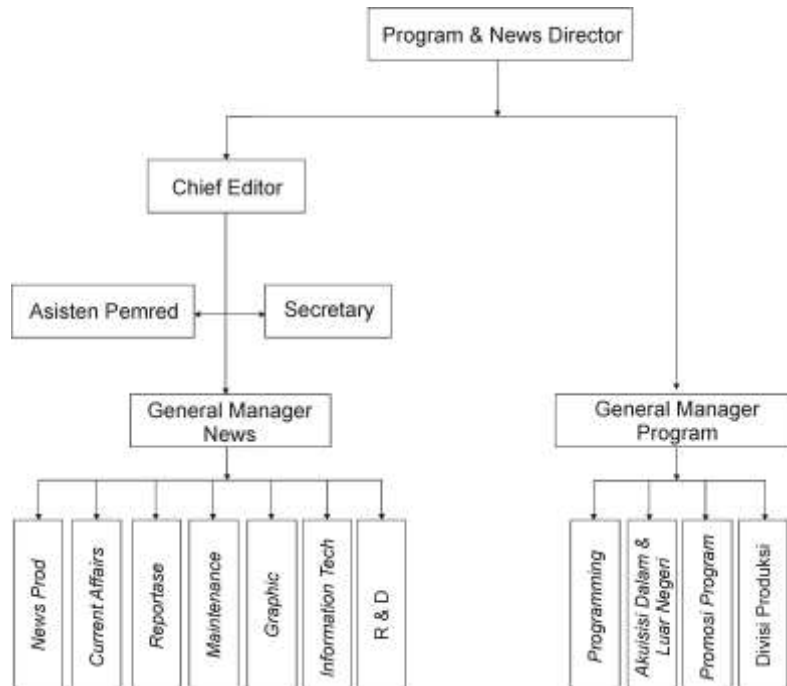 Program & News Director
Chief Editor
Asisten Pemred
Secretary
General Manager
News
General Manager
Program
News Prod
Current Affairs
Reportase
Maintenance
Graphic
Information Tech
R & D
Programming
Akuisisi Dalam &
Luar Negeri
Promosi Program
Divisi Produksi